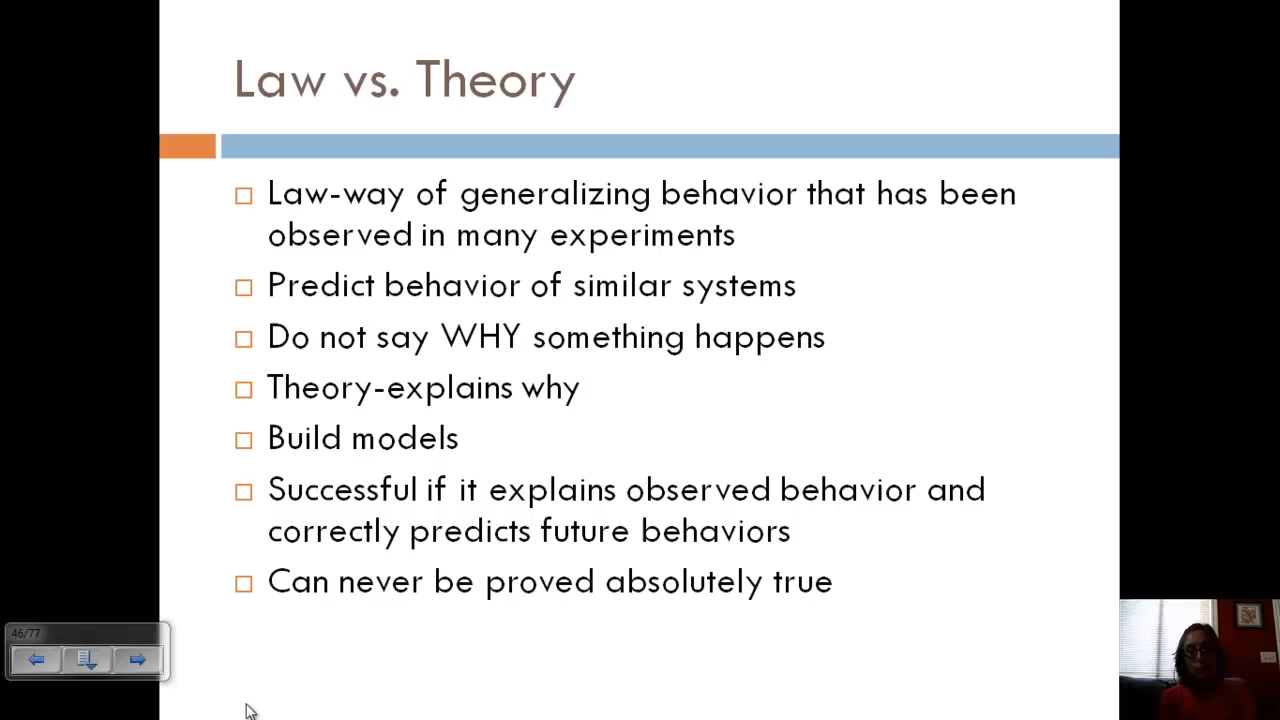 Law vs. Theory
Law-way of generalizing behavior that has been
observed in many experiments
Predict behavior of similar systems
Do not say WHY something happens
Theory-explains why
Build models
Successful if it explains observed behavior and
correctly predicts future behaviors
Can never be proved absolutely true
46/77